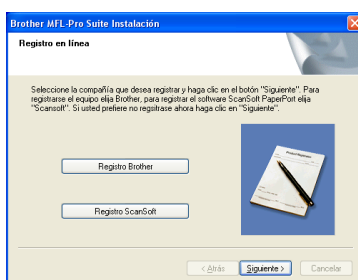 Brother MFL-Pro Suite Instalación
Registro en línea
Seleccione la compañía que desea registrar y haga clic en el botón "Siguiente". Para
registrarse el equipo elija Brother, para registrar el software ScanSoft PaperPort elija
"Scansoft". Si usted prefiere no regsitrase ahora haga clic en "Siguiente".
Registro Brother
Registro ScanSoft
< Atrás
Siguiente >
Cancelar